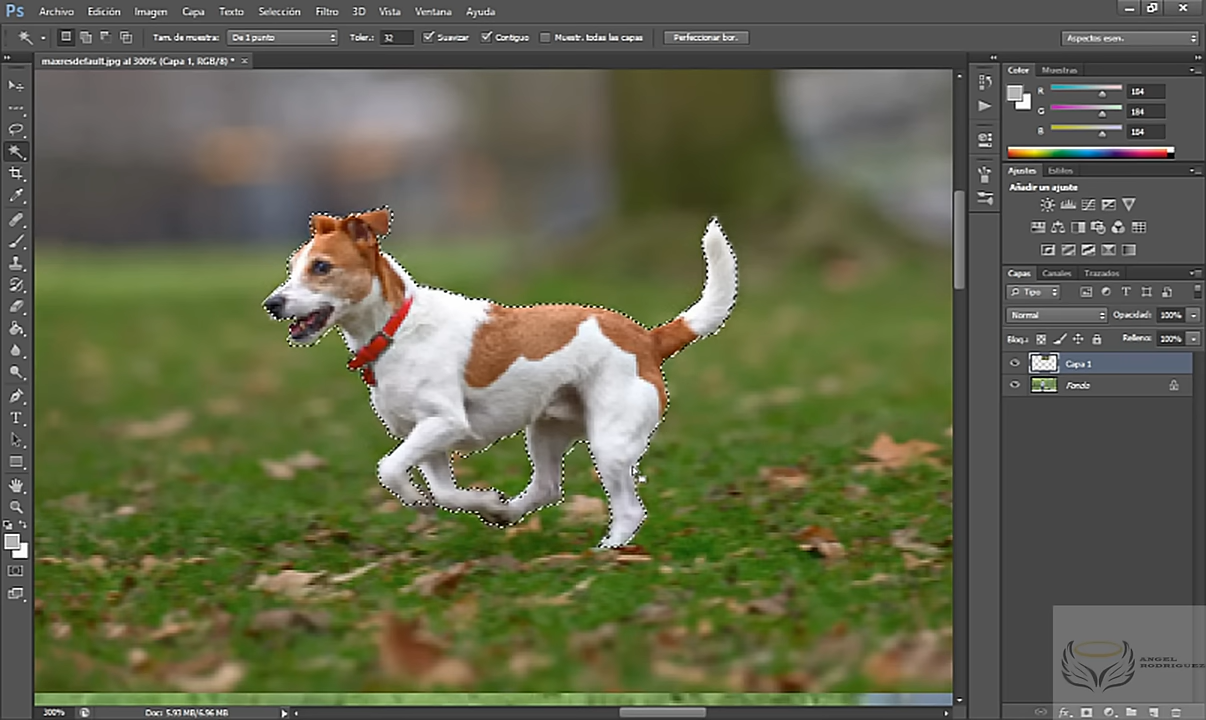 Ps Archivo Edición Imagen Capa Texto Selección Filtro 3D Vista Ventana Ayuda
Tam. de muestra: De 1 punto Toler.: 32 Suavizar Contiguo Muestr. todas las capas Perfeccionar bor. Aspectos esen.
maxresdefault.jpg al 300% (Capa 1, RGB/8) * ×
Color Muestras
R 184
G 184
B 184
Ajustes Estilos
Añadir un ajuste
Capas Canales Trazados
Tipo
Normal Opacidad: 100%
Bloq.: Relleno: 100%
Capa 1
Fondo
ANGEL
RODRIGUEZ
300% Doc: 5.93 MB/6.96 MB
fx